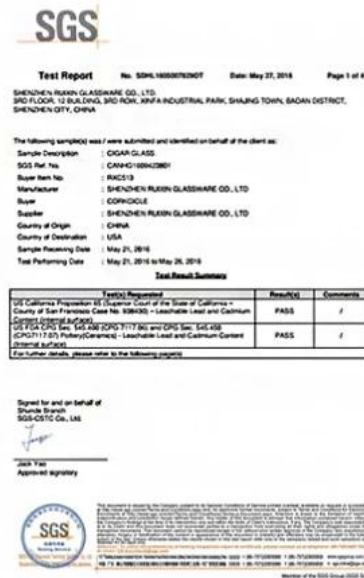 SGS
Test Report No. SDHL1605007829OT Date: May 27, 2016 Page 1 of 4
SHENZHEN RUIXIN GLASSWARE CO., LTD.
3RD FLOOR, 12 BUILDING, 3RD ROW, XINFA INDUSTRIAL PARK, SHAJING TOWN, BAOAN DISTRICT,
SHENZHEN CITY, CHINA
The following sample(s) was / were submitted and identified on behalf of the client as:
Sample Description : CIGAR GLASS
SGS Ref. No. :
Buyer Item No. : RXC513
Manufacturer : SHENZHEN RUIXIN GLASSWARE CO., LTD
Buyer : CORKCICLE
Supplier : SHENZHEN RUIXIN GLASSWARE CO., LTD
Country of Origin : CHINA
Country of Destination : USA
Sample Receiving Date : May 21, 2016
Test Performing Date : May 21, 2016 to May 26, 2016
Test Result Summary
Test(s) Requested Result(s) Comments
US California Proposition 65 (Superior Court of the State of California –
County of San Francisco Case No. 938430) – Leachable Lead and Cadmium
Content (Internal surface) PASS /
US FDA CPG Sec. 545.400 (CPG 7117.06) and CPG Sec. 545.450
(CPG7117.07) Pottery(Ceramics) - Leachable Lead and Cadmium Content
(Internal surface) PASS /
For further details, please refer to the following page(s)
Signed for and on behalf of
Shunde Branch
SGS-CSTC Co., Ltd.
Jack Yao
Approved signatory
SGS
Member of the SGS Group